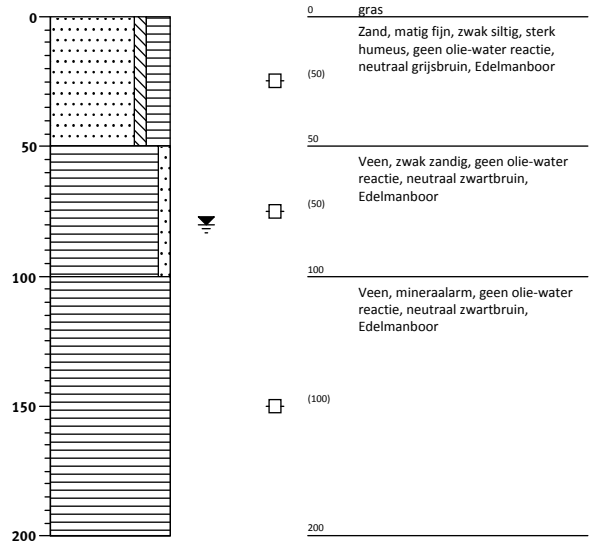 0
0
gras
Zand, matig fijn, zwak siltig, sterk
humeus, geen olie-water reactie,
neutraal grijsbruin, Edelmanboor
(50)
50
50
Veen, zwak zandig, geen olie-water
reactie, neutraal zwartbruin,
Edelmanboor
(50)
100
100
Veen, mineraalarm, geen olie-water
reactie, neutraal zwartbruin,
Edelmanboor
150
(100)
200
200